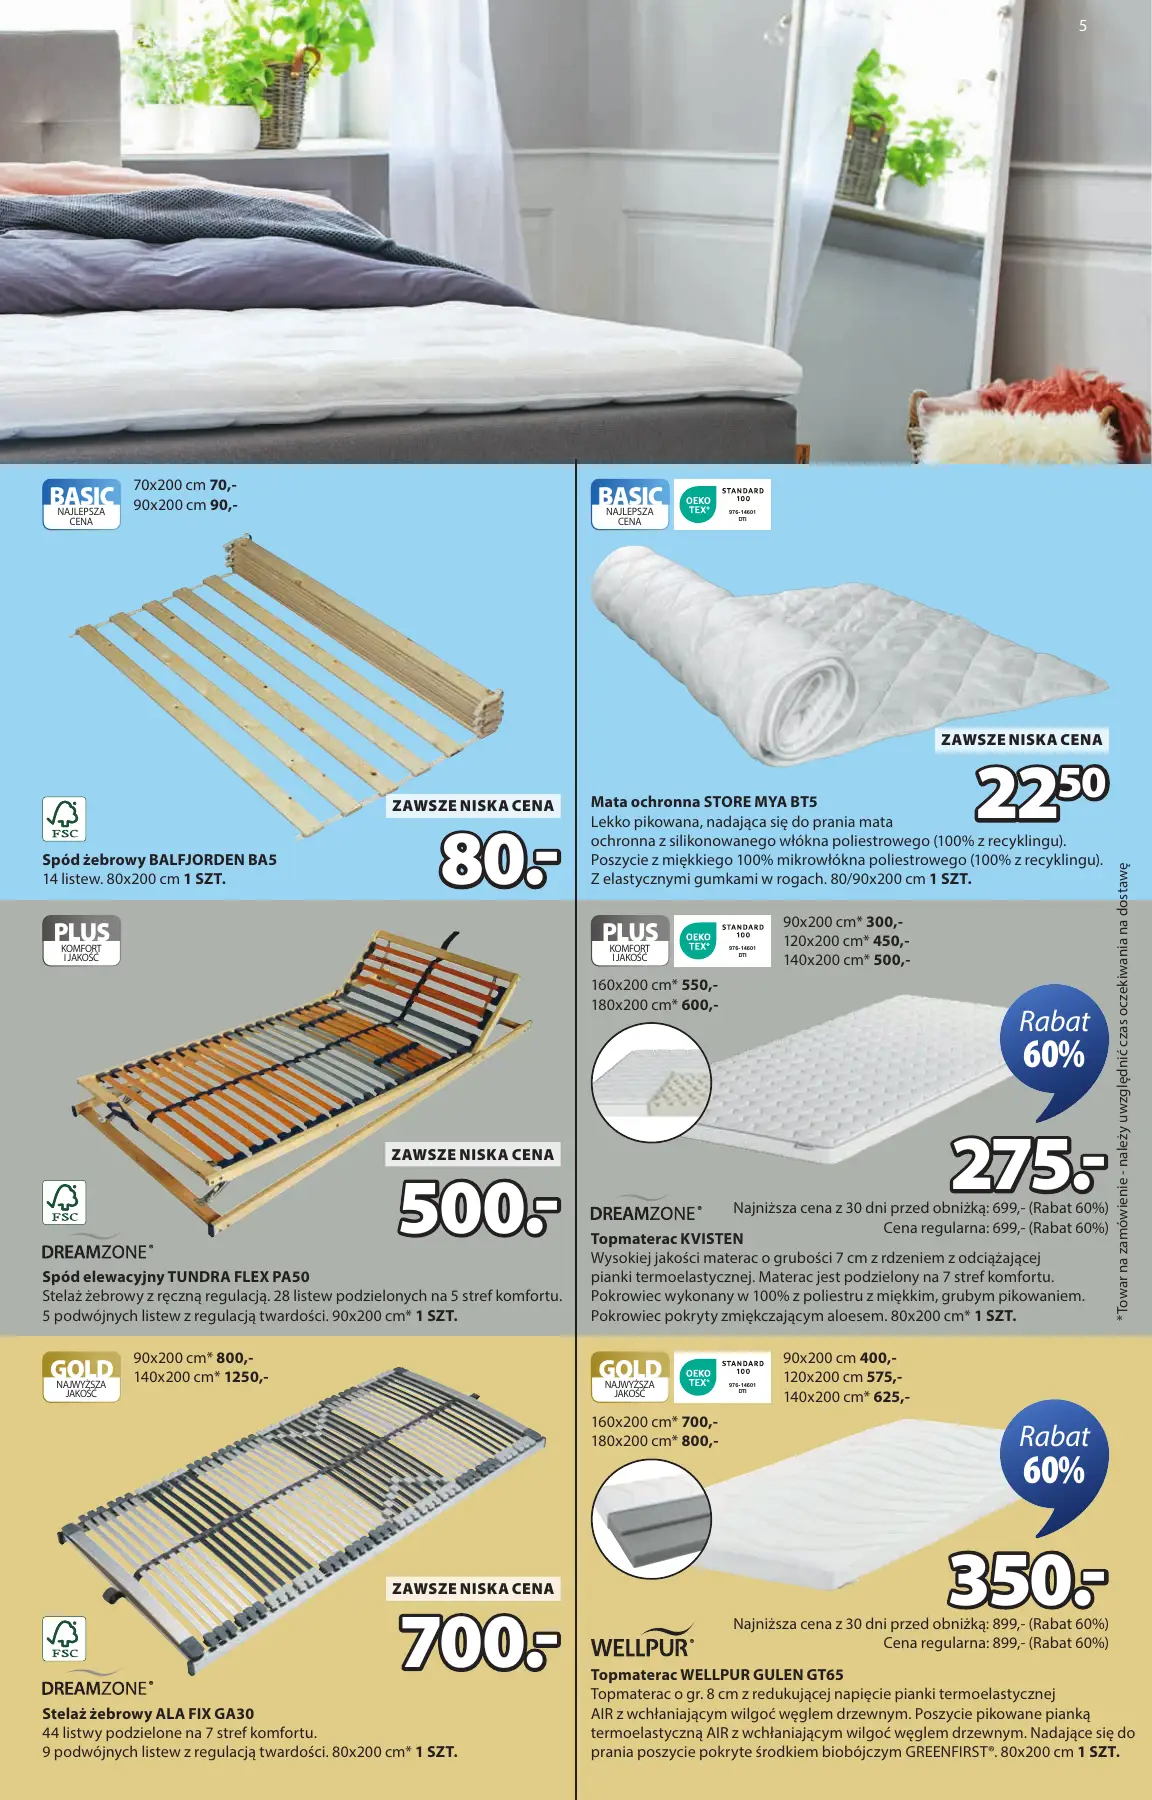 5
BASIC
NAJLEPSZA
CENA
70x200 cm 70,-
90x200 cm 90,-
FSC
ZAWSZE NISKA CENA
80.-
Spód żebrowy BALFJORDEN BA5
14 listew. 80x200 cm 1 SZT.
BASIC
NAJLEPSZA
CENA
OEKO
TEX®
STANDARD
100
976-14601
DTI
ZAWSZE NISKA CENA
2250
Mata ochronna STORE MYA BT5
Lekko pikowana, nadająca się do prania mata
ochronna z silikonowanego włókna poliestrowego (100% z recyklingu).
Poszycie z miękkiego 100% mikrowłókna poliestrowego (100% z recyklingu).
Z elastycznymi gumkami w rogach. 80/90x200 cm 1 SZT.
PLUS
KOMFORT
I JAKOŚĆ
ZAWSZE NISKA CENA
500.-
FSC
DREAMZONE®
Spód elewacyjny TUNDRA FLEX PA50
Stelaż żebrowy z ręczną regulacją. 28 listew podzielonych na 5 stref komfortu.
5 podwójnych listew z regulacją twardości. 90x200 cm* 1 SZT.
PLUS
KOMFORT
I JAKOŚĆ
OEKO
TEX®
STANDARD
100
976-14601
DTI
90x200 cm* 300,-
120x200 cm* 450,-
140x200 cm* 500,-
160x200 cm* 550,-
180x200 cm* 600,-
Rabat
60%
275.-
DREAMZONE®
Najniższa cena z 30 dni przed obniżką: 699,- (Rabat 60%)
Cena regularna: 699,- (Rabat 60%)
Topmaterac KVISTEN
Wysokiej jakości materac o grubości 7 cm z rdzeniem z odciążającej
pianki termoelastycznej. Materac jest podzielony na 7 stref komfortu.
Pokrowiec wykonany w 100% z poliestru z miękkim, grubym pikowaniem.
Pokrowiec pokryty zmiękczającym aloesem. 80x200 cm* 1 SZT.
*Towar na zamówienie - należy uwzględnić czas oczekiwania na dostawę
GOLD
NAJWYŻSZA
JAKOŚĆ
90x200 cm* 800,-
140x200 cm* 1250,-
ZAWSZE NISKA CENA
700.-
FSC
DREAMZONE®
Stelaż żebrowy ALA FIX GA30
44 listwy podzielone na 7 stref komfortu.
9 podwójnych listew z regulacją twardości. 80x200 cm* 1 SZT.
GOLD
NAJWYŻSZA
JAKOŚĆ
OEKO
TEX®
STANDARD
100
976-14601
DTI
90x200 cm 400,-
120x200 cm 575,-
140x200 cm* 625,-
160x200 cm* 700,-
180x200 cm* 800,-
Rabat
60%
350.-
WELLPUR®
Najniższa cena z 30 dni przed obniżką: 899,- (Rabat 60%)
Cena regularna: 899,- (Rabat 60%)
Topmaterac WELLPUR GULEN GT65
Topmaterac o gr. 8 cm z redukującej napięcie pianki termoelastycznej
AIR z wchłaniającym wilgoć węglem drzewnym. Poszycie pikowane pianką
termoelastyczną AIR z wchłaniającym wilgoć węglem drzewnym. Nadające się do
prania poszycie pokryte środkiem biobójczym GREENFIRST®. 80x200 cm 1 SZT.